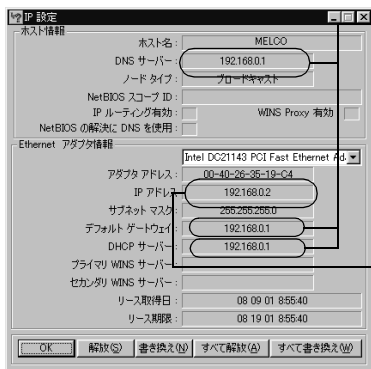 IP 設定
ホスト情報
ホスト名 : MELCO
DNS サーバー : 192.168.0.1
ノード タイプ : ブロードキャスト
NetBIOS スコープ ID :
IP ルーティング有効 : WINS Proxy 有効
NetBIOS の解決に DNS を使用 :
Ethernet アダプタ情報
Intel DC21143 PCI Fast Ethernet Ad
アダプタ アドレス : 00-40-26-35-19-C4
IP アドレス 192.168.0.2
サブネット マスク : 255.255.255.0
デフォルト ゲートウェイ : 192.168.0.1
DHCP サーバー : 192.168.0.1
プライマリ WINS サーバー
セカンダリ WINS サーバー :
リース取得日 : 08 09 01 8:55:40
リース期限 : 08 19 01 8:55:40
OK 解放(S) 書き換え(N) すべて解放(A) すべて書き換え(W)